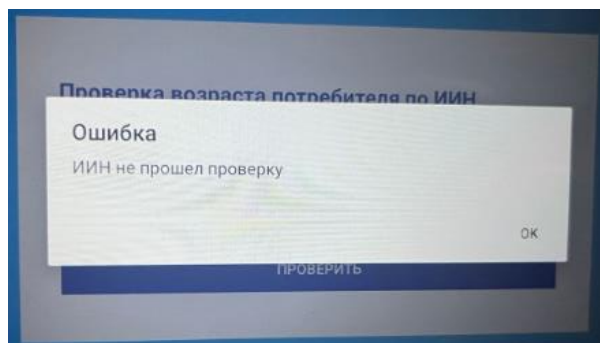 Проверка возраста потребителя по ИИН
Ошибка
ИИН не прошел проверку
ОК
ПРОВЕРИТЬ